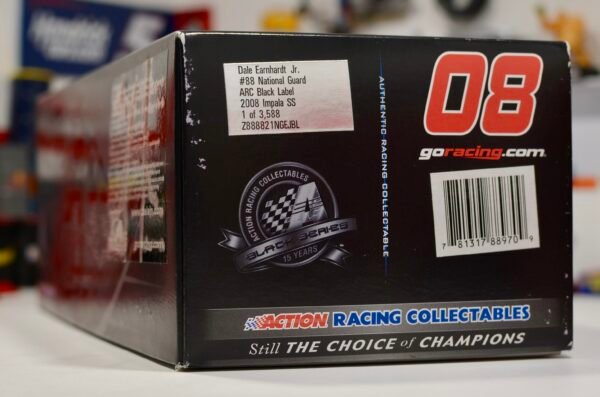 Dale Earnhardt Jr.
#88 National Guard
ARC Black Label
2008 Impala SS
1 of 3,588
Z888821NGEJBL
AUTHENTIC RACING COLLECTABLE
08
goracing.com
ACTION RACING COLLECTABLES
BLACK SERIES
15 YEARS
7 81317 88970 9
ACTION RACING COLLECTABLES
Still THE CHOICE of CHAMPIONS
Hendrick
5